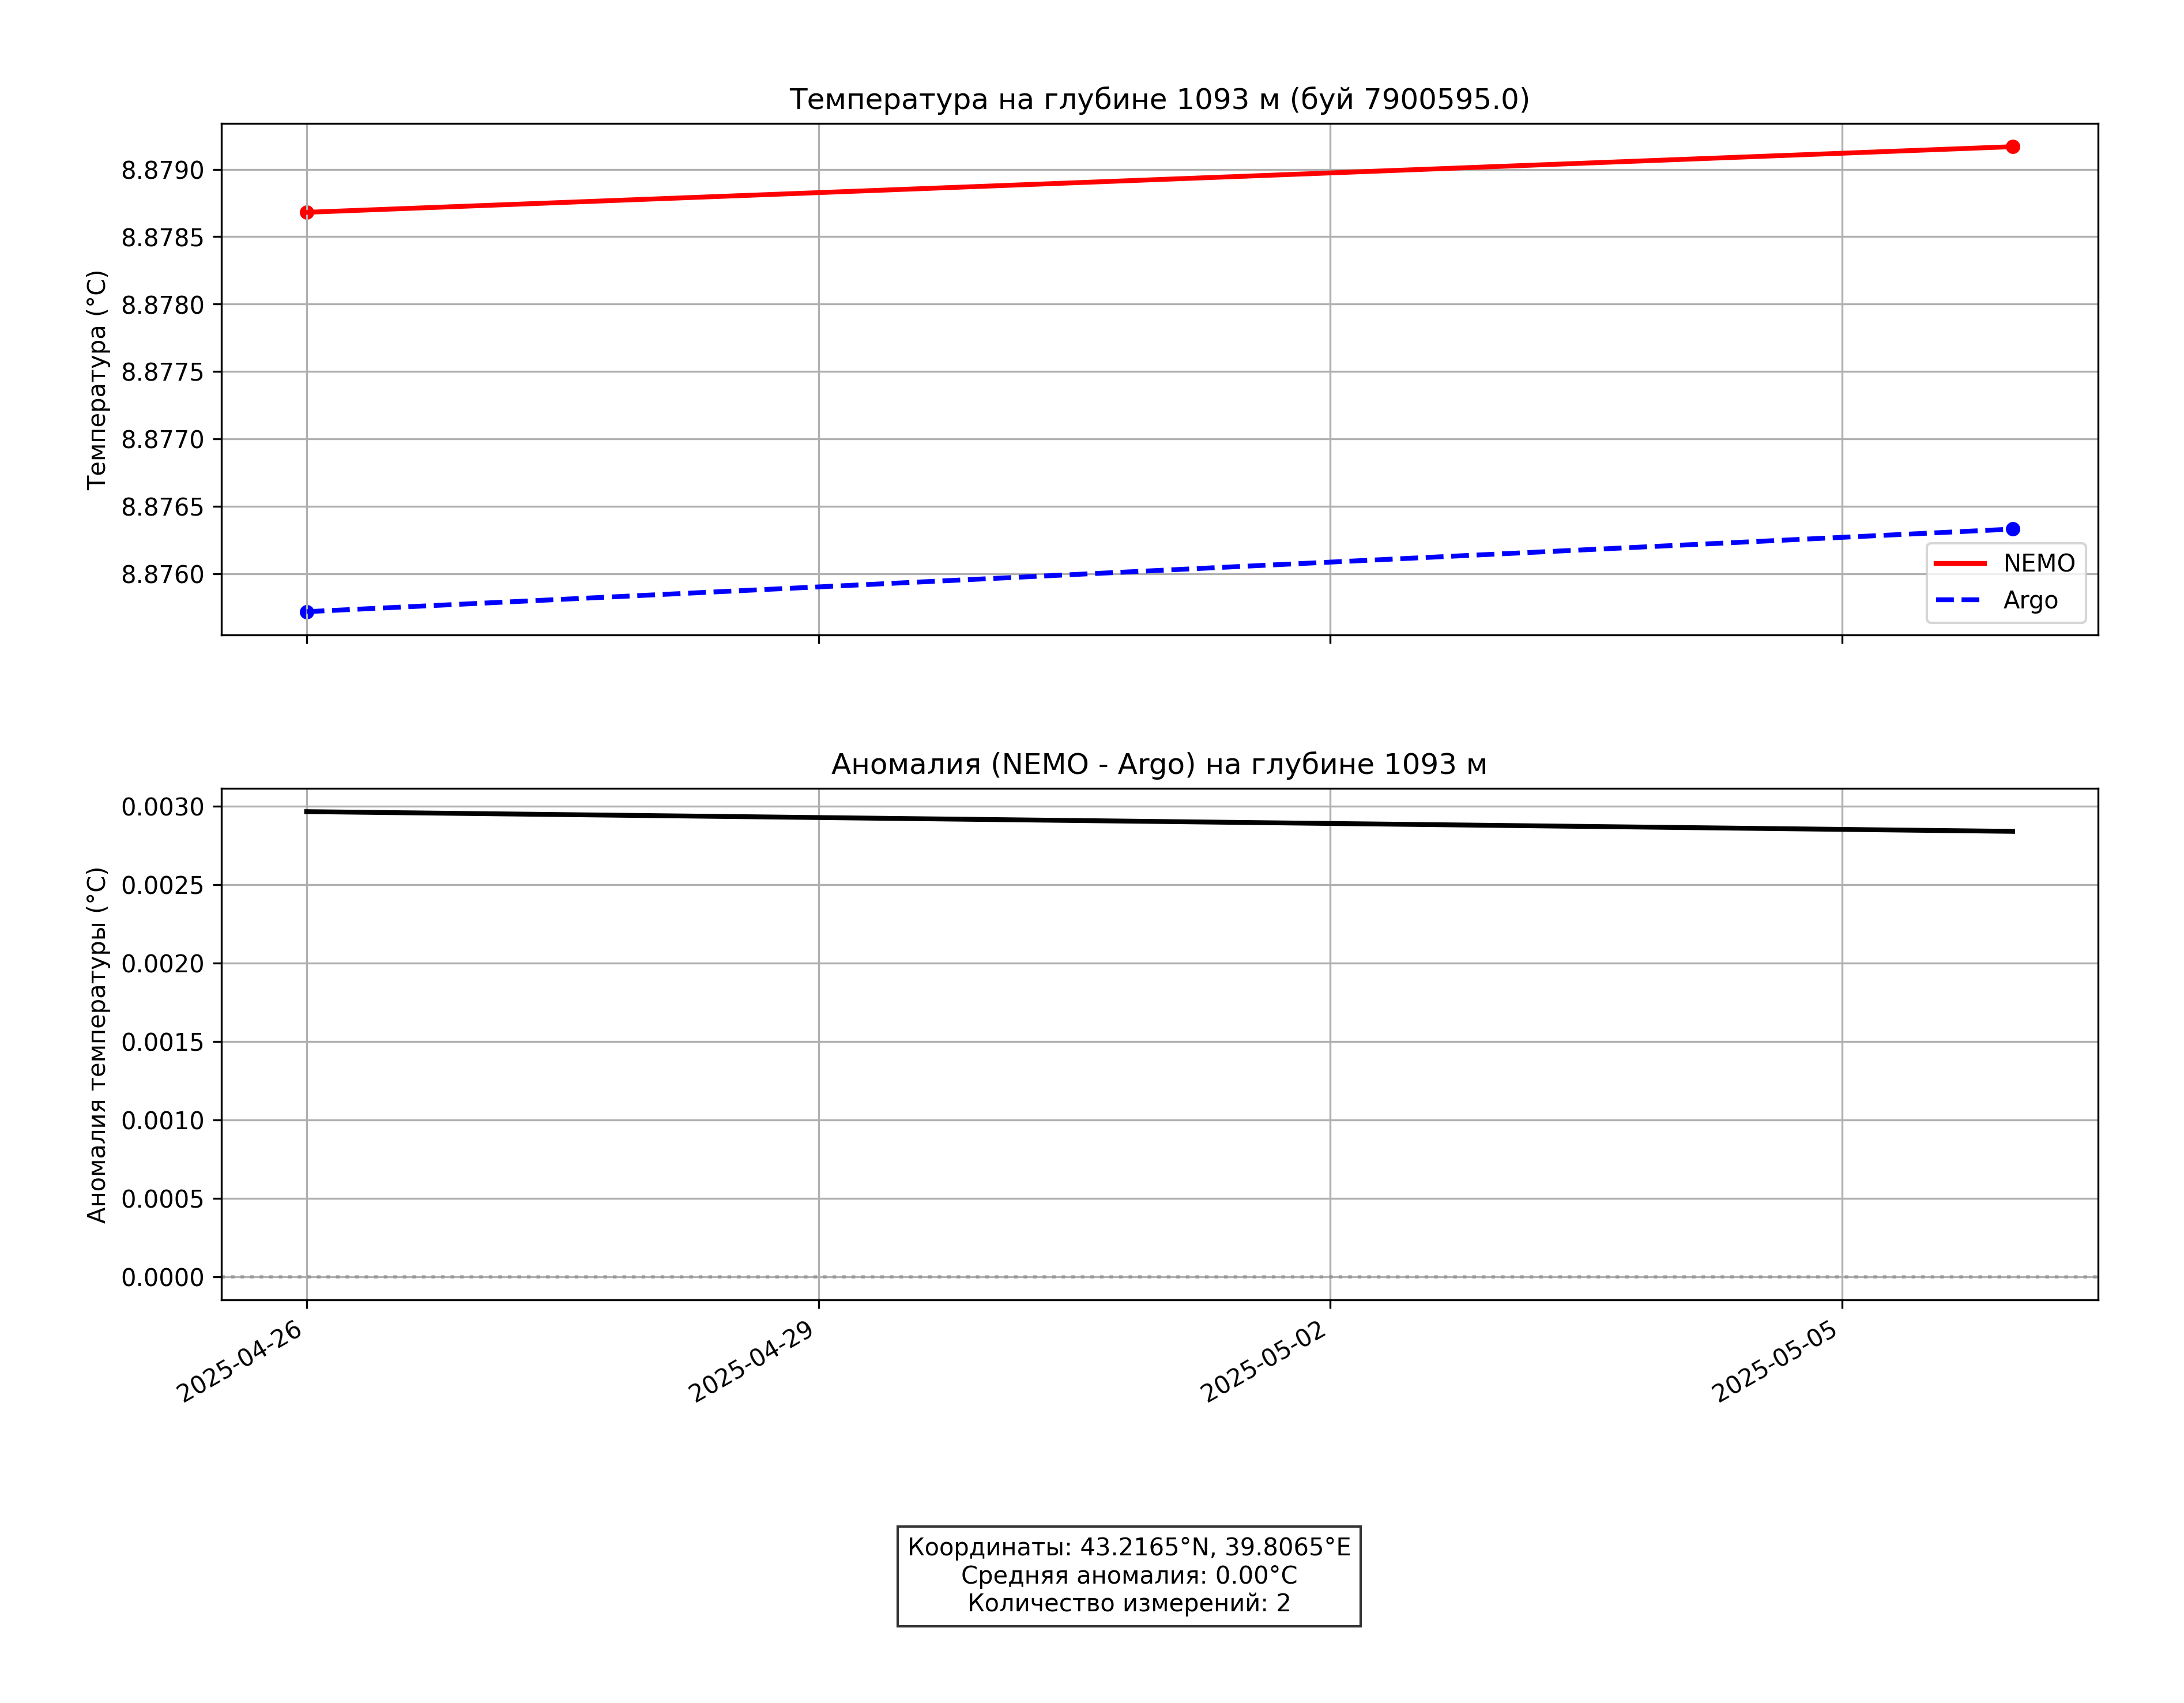 Температура на глубине 1093 м (буй 7900595.0)
Температура (°C)
8.8790
8.8785
8.8780
8.8775
8.8770
8.8765
8.8760
NEMO
Argo
Аномалия (NEMO - Argo) на глубине 1093 м
Аномалия температуры (°C)
0.0030
0.0025
0.0020
0.0015
0.0010
0.0005
0.0000
2025-04-26
2025-04-29
2025-05-02
2025-05-05
Координаты: 43.2165°N, 39.8065°E
Средняя аномалия: 0.00°C
Количество измерений: 2